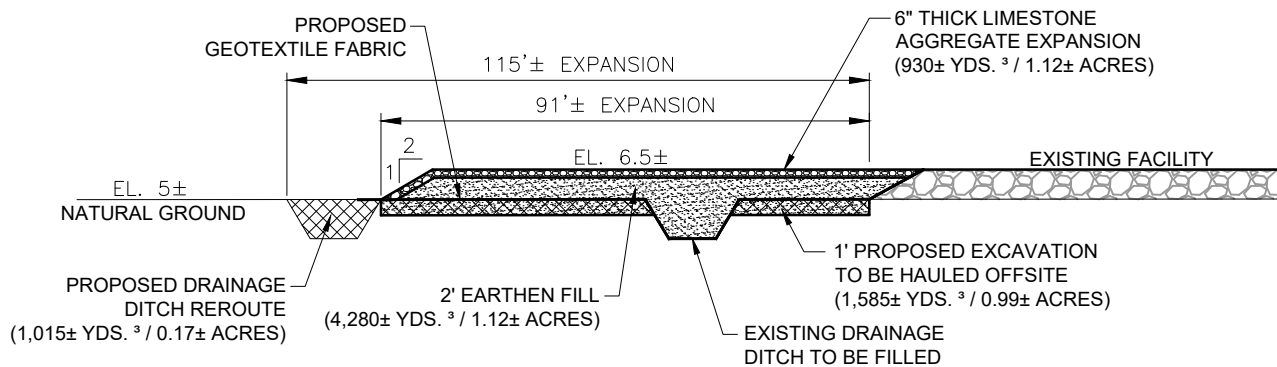 PROPOSED
GEOTEXTILE FABRIC
6" THICK LIMESTONE
AGGREGATE EXPANSION
(930± YDS. ³ / 1.12± ACRES)
115'± EXPANSION
91'± EXPANSION
2
1
EL. 6.5±
EXISTING FACILITY
EL. 5±
NATURAL GROUND
PROPOSED DRAINAGE
DITCH REROUTE
(1,015± YDS. ³ / 0.17± ACRES)
2' EARTHEN FILL
(4,280± YDS. ³ / 1.12± ACRES)
1' PROPOSED EXCAVATION
TO BE HAULED OFFSITE
(1,585± YDS. ³ / 0.99± ACRES)
EXISTING DRAINAGE
DITCH TO BE FILLED